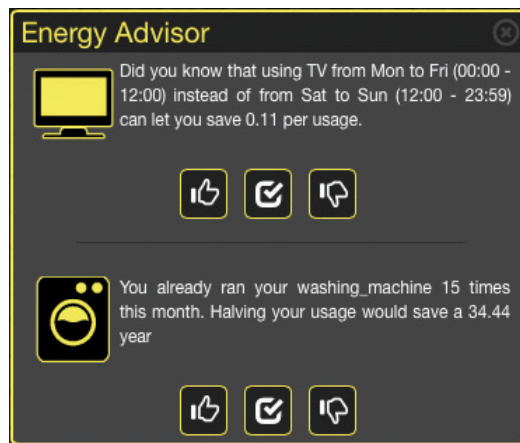 Energy Advisor
Did you know that using TV from Mon to Fri (00:00 -
12:00) instead of from Sat to Sun (12:00 - 23:59)
can let you save 0.11 per usage.
You already ran your washing_machine 15 times
this month. Halving your usage would save a 34.44
year